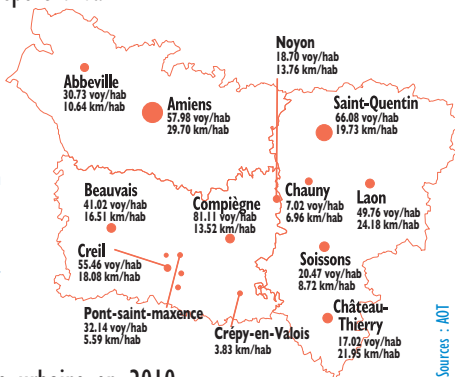 Noyon
18.70 voy/hab
13.76 km/hab
Abbeville
30.73 voy/hab
10.64 km/hab
Amiens
57.98 voy/hab
29.70 km/hab
Saint-Quentin
66.08 voy/hab
19.73 km/hab
Beauvais
41.02 voy/hab
16.51 km/hab
Compiègne
81.11 voy/hab
13.52 km/hab
Chauny
7.02 voy/hab
6.96 km/hab
Laon
49.76 voy/hab
24.18 km/hab
Creil
55.46 voy/hab
18.08 km/hab
Soissons
20.47 voy/hab
8.72 km/hab
Pont-saint-maxence
32.14 voy/hab
5.59 km/hab
Crépy-en-Valois
3.83 km/hab
Château-
Thierry
17.02 voy/hab
21.95 km/hab
Sources : AOT